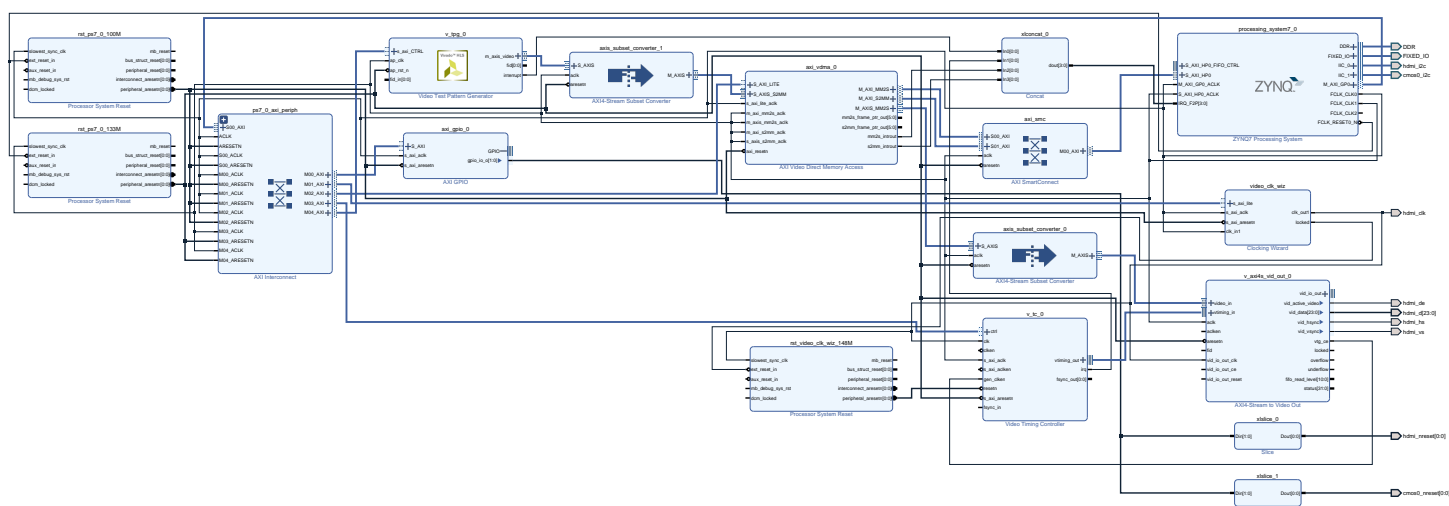 rst_ps7_0_100M
slowest_sync_clk
ext_reset_in
aux_reset_in
mb_debug_sys_rst
dcm_locked
mb_reset
bus_struct_reset[0:0]
peripheral_reset[0:0]
interconnect_aresetn[0:0]
peripheral_aresetn[0:0]
Processor System Reset
rst_ps7_0_133M
slowest_sync_clk
ext_reset_in
aux_reset_in
mb_debug_sys_rst
dcm_locked
mb_reset
bus_struct_reset[0:0]
peripheral_reset[0:0]
interconnect_aresetn[0:0]
peripheral_aresetn[0:0]
Processor System Reset
ps7_0_axi_periph
S00_AXI
ACLK
ARESETN
S00_ACLK
S00_ARESETN
M00_ACLK
M00_ARESETN
M01_ACLK
M01_ARESETN
M02_ACLK
M02_ARESETN
M03_ACLK
M03_ARESETN
M04_ACLK
M04_ARESETN
M00_AXI
M01_AXI
M02_AXI
M03_AXI
M04_AXI
AXI Interconnect
v_tpg_0
s_axi_CTRL
ap_clk
ap_rst_n
fid_in[0:0]
m_axis_video
fid[0:0]
interrupt
Video Test Pattern Generator
axi_gpio_0
S_AXI
s_axi_aclk
s_axi_aresetn
GPIO
gpio_io_o[1:0]
AXI GPIO
axis_subset_converter_1
S_AXIS
aclk
aresetn
M_AXIS
AXI4-Stream Subset Converter
axi_vdma_0
S_AXI_LITE
S_AXIS_S2MM
s_axi_lite_aclk
m_axi_mm2s_aclk
m_axis_mm2s_aclk
m_axi_s2mm_aclk
s_axis_s2mm_aclk
axi_resetn
M_AXI_MM2S
M_AXI_S2MM
M_AXIS_MM2S
mm2s_frame_ptr_out[5:0]
s2mm_frame_ptr_out[5:0]
mm2s_introut
s2mm_introut
AXI Video Direct Memory Access
xlconcat_0
In0[0:0]
In1[0:0]
In2[0:0]
In3[0:0]
dout[3:0]
Concat
axi_smc
S00_AXI
S01_AXI
aclk
aresetn
M00_AXI
AXI SmartConnect
processing_system7_0
S_AXI_HP0_FIFO_CTRL
S_AXI_HP0
M_AXI_GP0_ACLK
S_AXI_HP0_ACLK
IRQ_F2P[3:0]
ZYNQ
DDR
FIXED_IO
IIC_0
IIC_1
M_AXI_GP0
FCLK_CLK0
FCLK_CLK1
FCLK_CLK2
FCLK_RESET0_N
ZYNQ7 Processing System
DDR
FIXED_IO
hdmi_i2c
cmos0_i2c
video_clk_wiz
s_axi_lite
s_axi_aclk
s_axi_aresetn
clk_in1
clk_out1
locked
Clocking Wizard
hdmi_clk
axis_subset_converter_0
S_AXIS
aclk
aresetn
M_AXIS
AXI4-Stream Subset Converter
v_axi4s_vid_out_0
video_in
vtiming_in
aclk
aclken
aresetn
fid
vid_io_out_clk
vid_io_out_ce
vid_io_out_reset
vid_io_out
vid_active_video
vid_data[23:0]
vid_hsync
vid_vsync
vtg_ce
locked
overflow
underflow
fifo_read_level[10:0]
status[31:0]
AXI4-Stream to Video Out
hdmi_de
hdmi_d[23:0]
hdmi_hs
hdmi_vs
rst_video_clk_wiz_148M
slowest_sync_clk
ext_reset_in
aux_reset_in
mb_debug_sys_rst
dcm_locked
mb_reset
bus_struct_reset[0:0]
peripheral_reset[0:0]
interconnect_aresetn[0:0]
peripheral_aresetn[0:0]
Processor System Reset
v_tc_0
ctrl
clk
clken
s_axi_aclk
s_axi_aclken
gen_clken
resetn
s_axi_aresetn
fsync_in
vtiming_out
irq
fsync_out[0:0]
Video Timing Controller
xlslice_0
Din[1:0]
Dout[0:0]
Slice
hdmi_nreset[0:0]
xlslice_1
Din[1:0]
Dout[0:0]
cmos0_nreset[0:0]